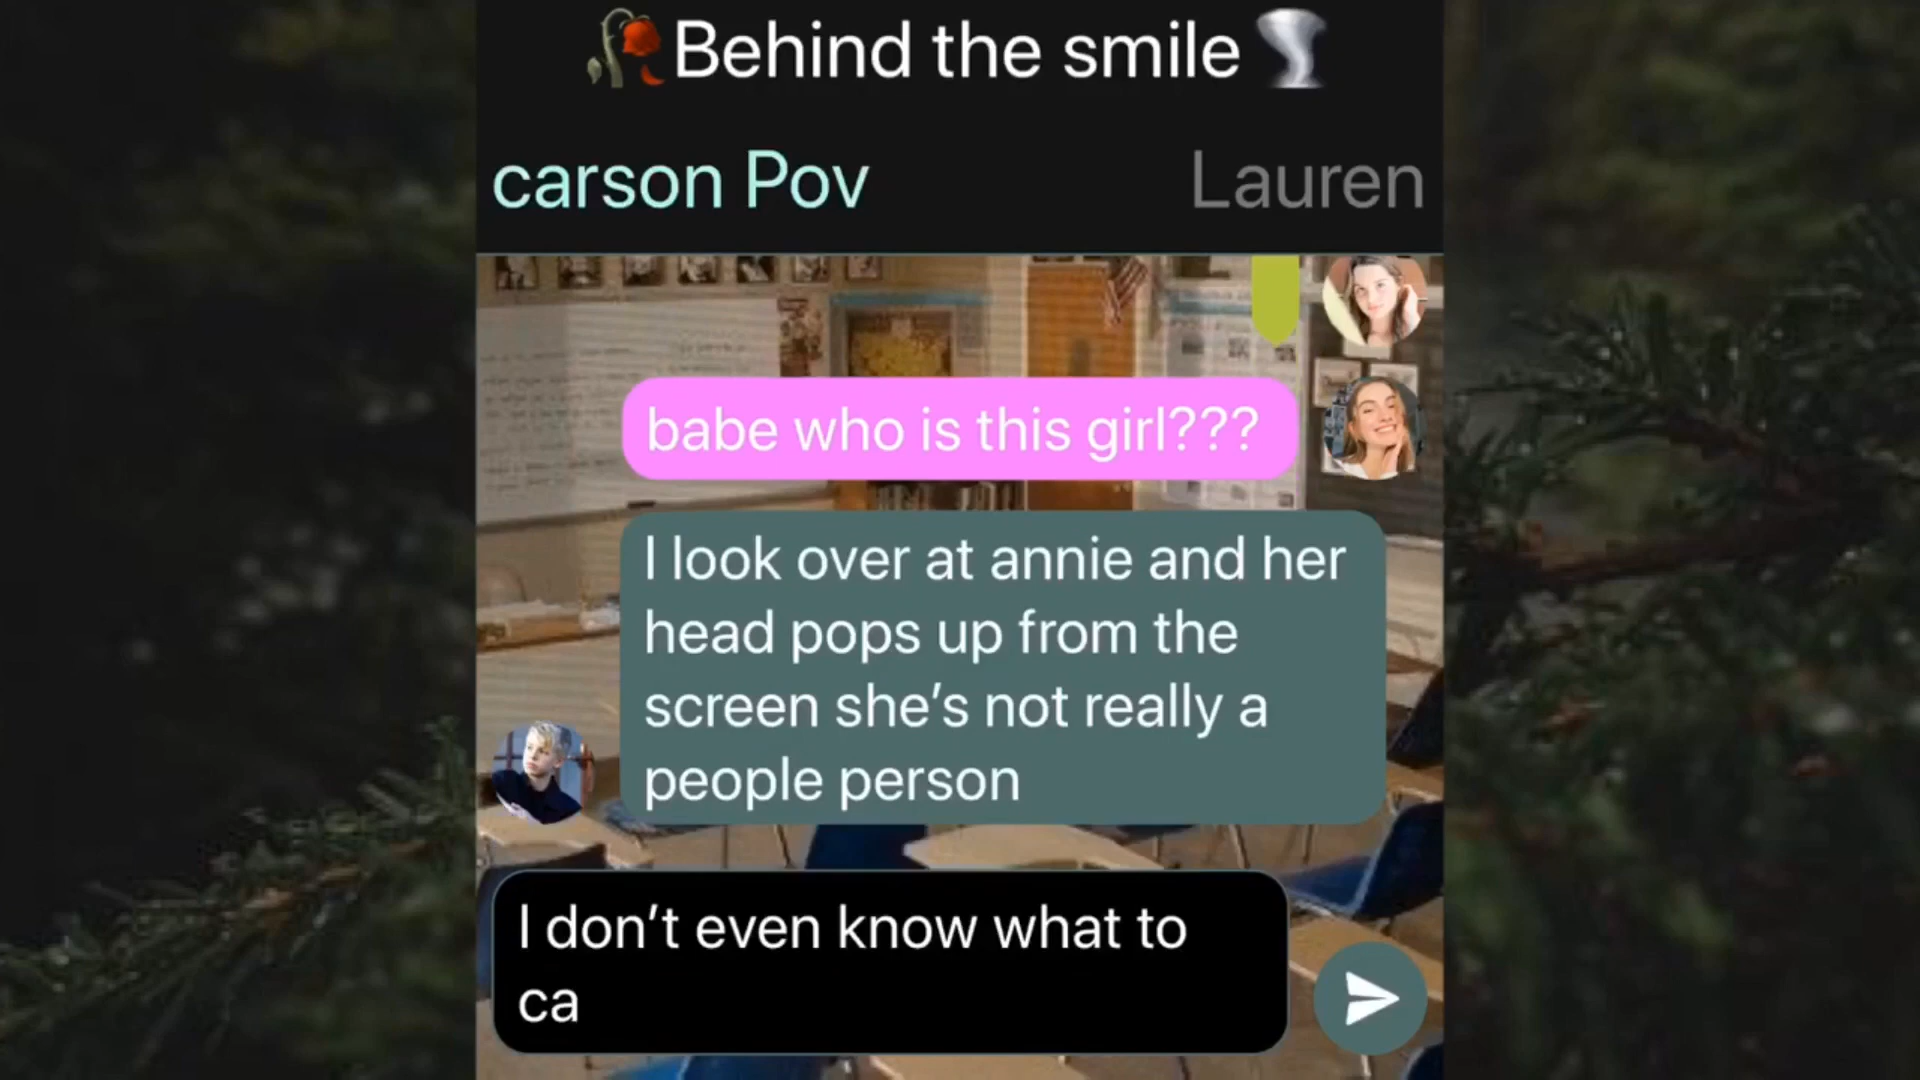 🥀Behind the smile🌪
carson Pov
Lauren
babe who is this girl???
I look over at annie and her
head pops up from the
screen she’s not really a
people person
I don’t even know what to
ca